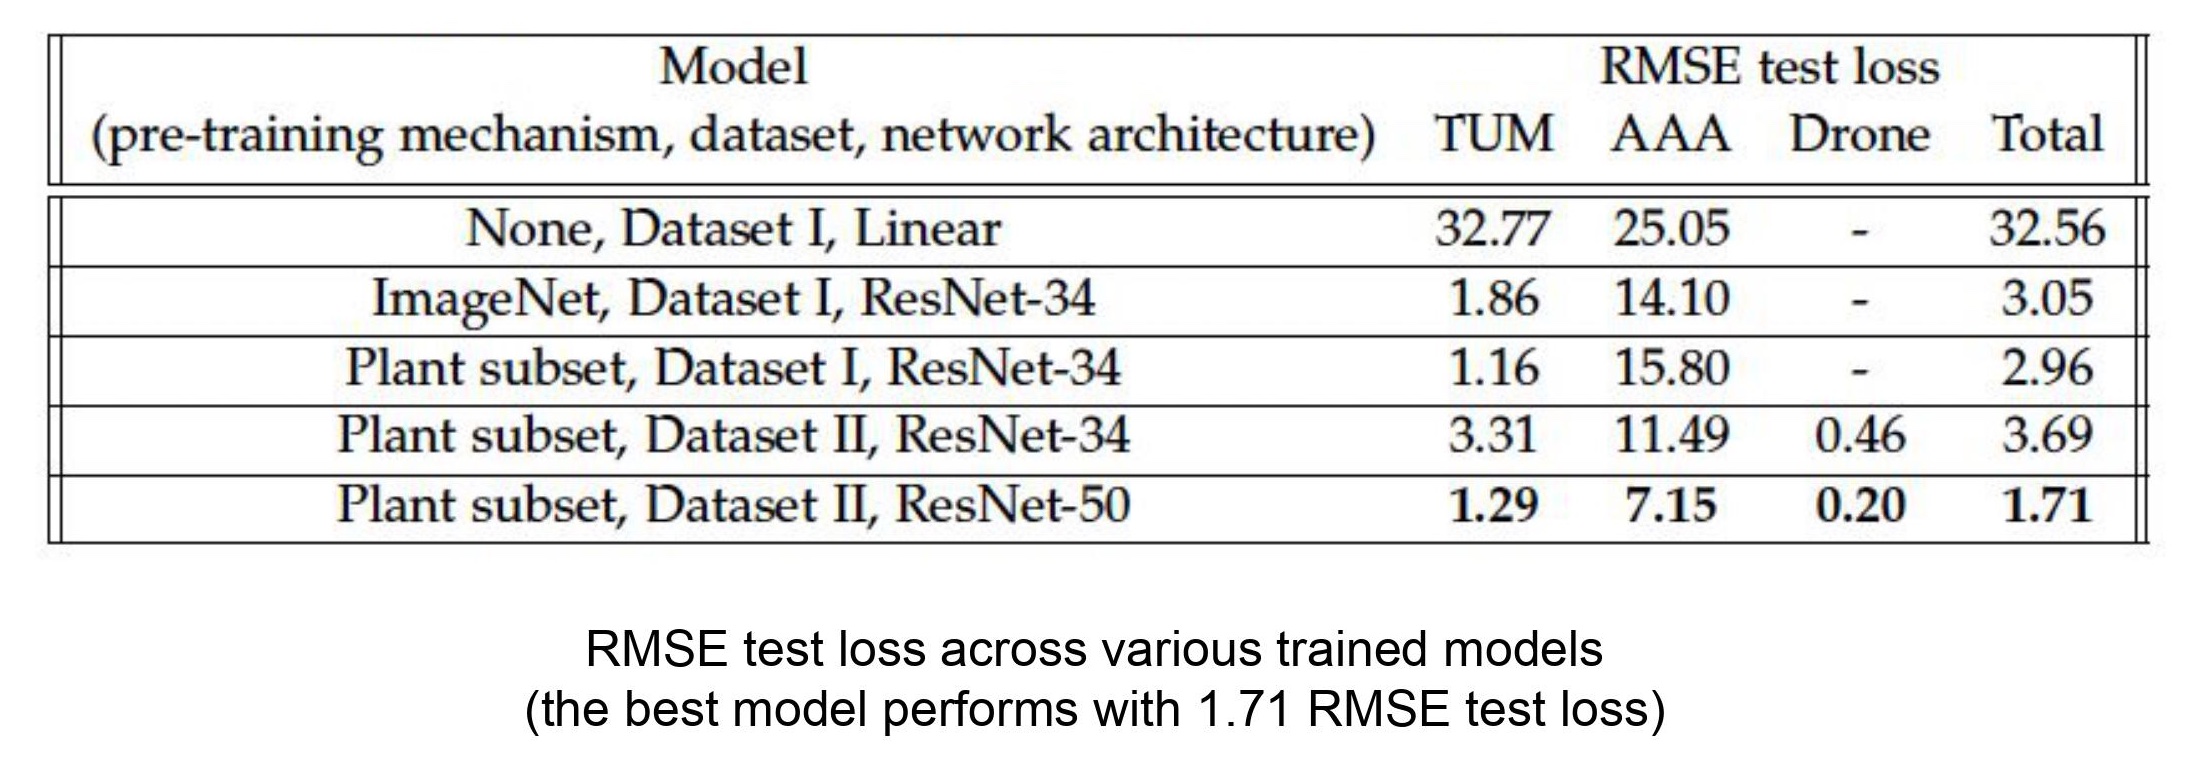 Model RMSE test loss
(pre-training mechanism, dataset, network architecture) TUM AAA Drone Total
None, Dataset I, Linear 32.77 25.05 - 32.56
ImageNet, Dataset I, ResNet-34 1.86 14.10 - 3.05
Plant subset, Dataset I, ResNet-34 1.16 15.80 - 2.96
Plant subset, Dataset II, ResNet-34 3.31 11.49 0.46 3.69
Plant subset, Dataset II, ResNet-50 1.29 7.15 0.20 1.71
RMSE test loss across various trained models
(the best model performs with 1.71 RMSE test loss)